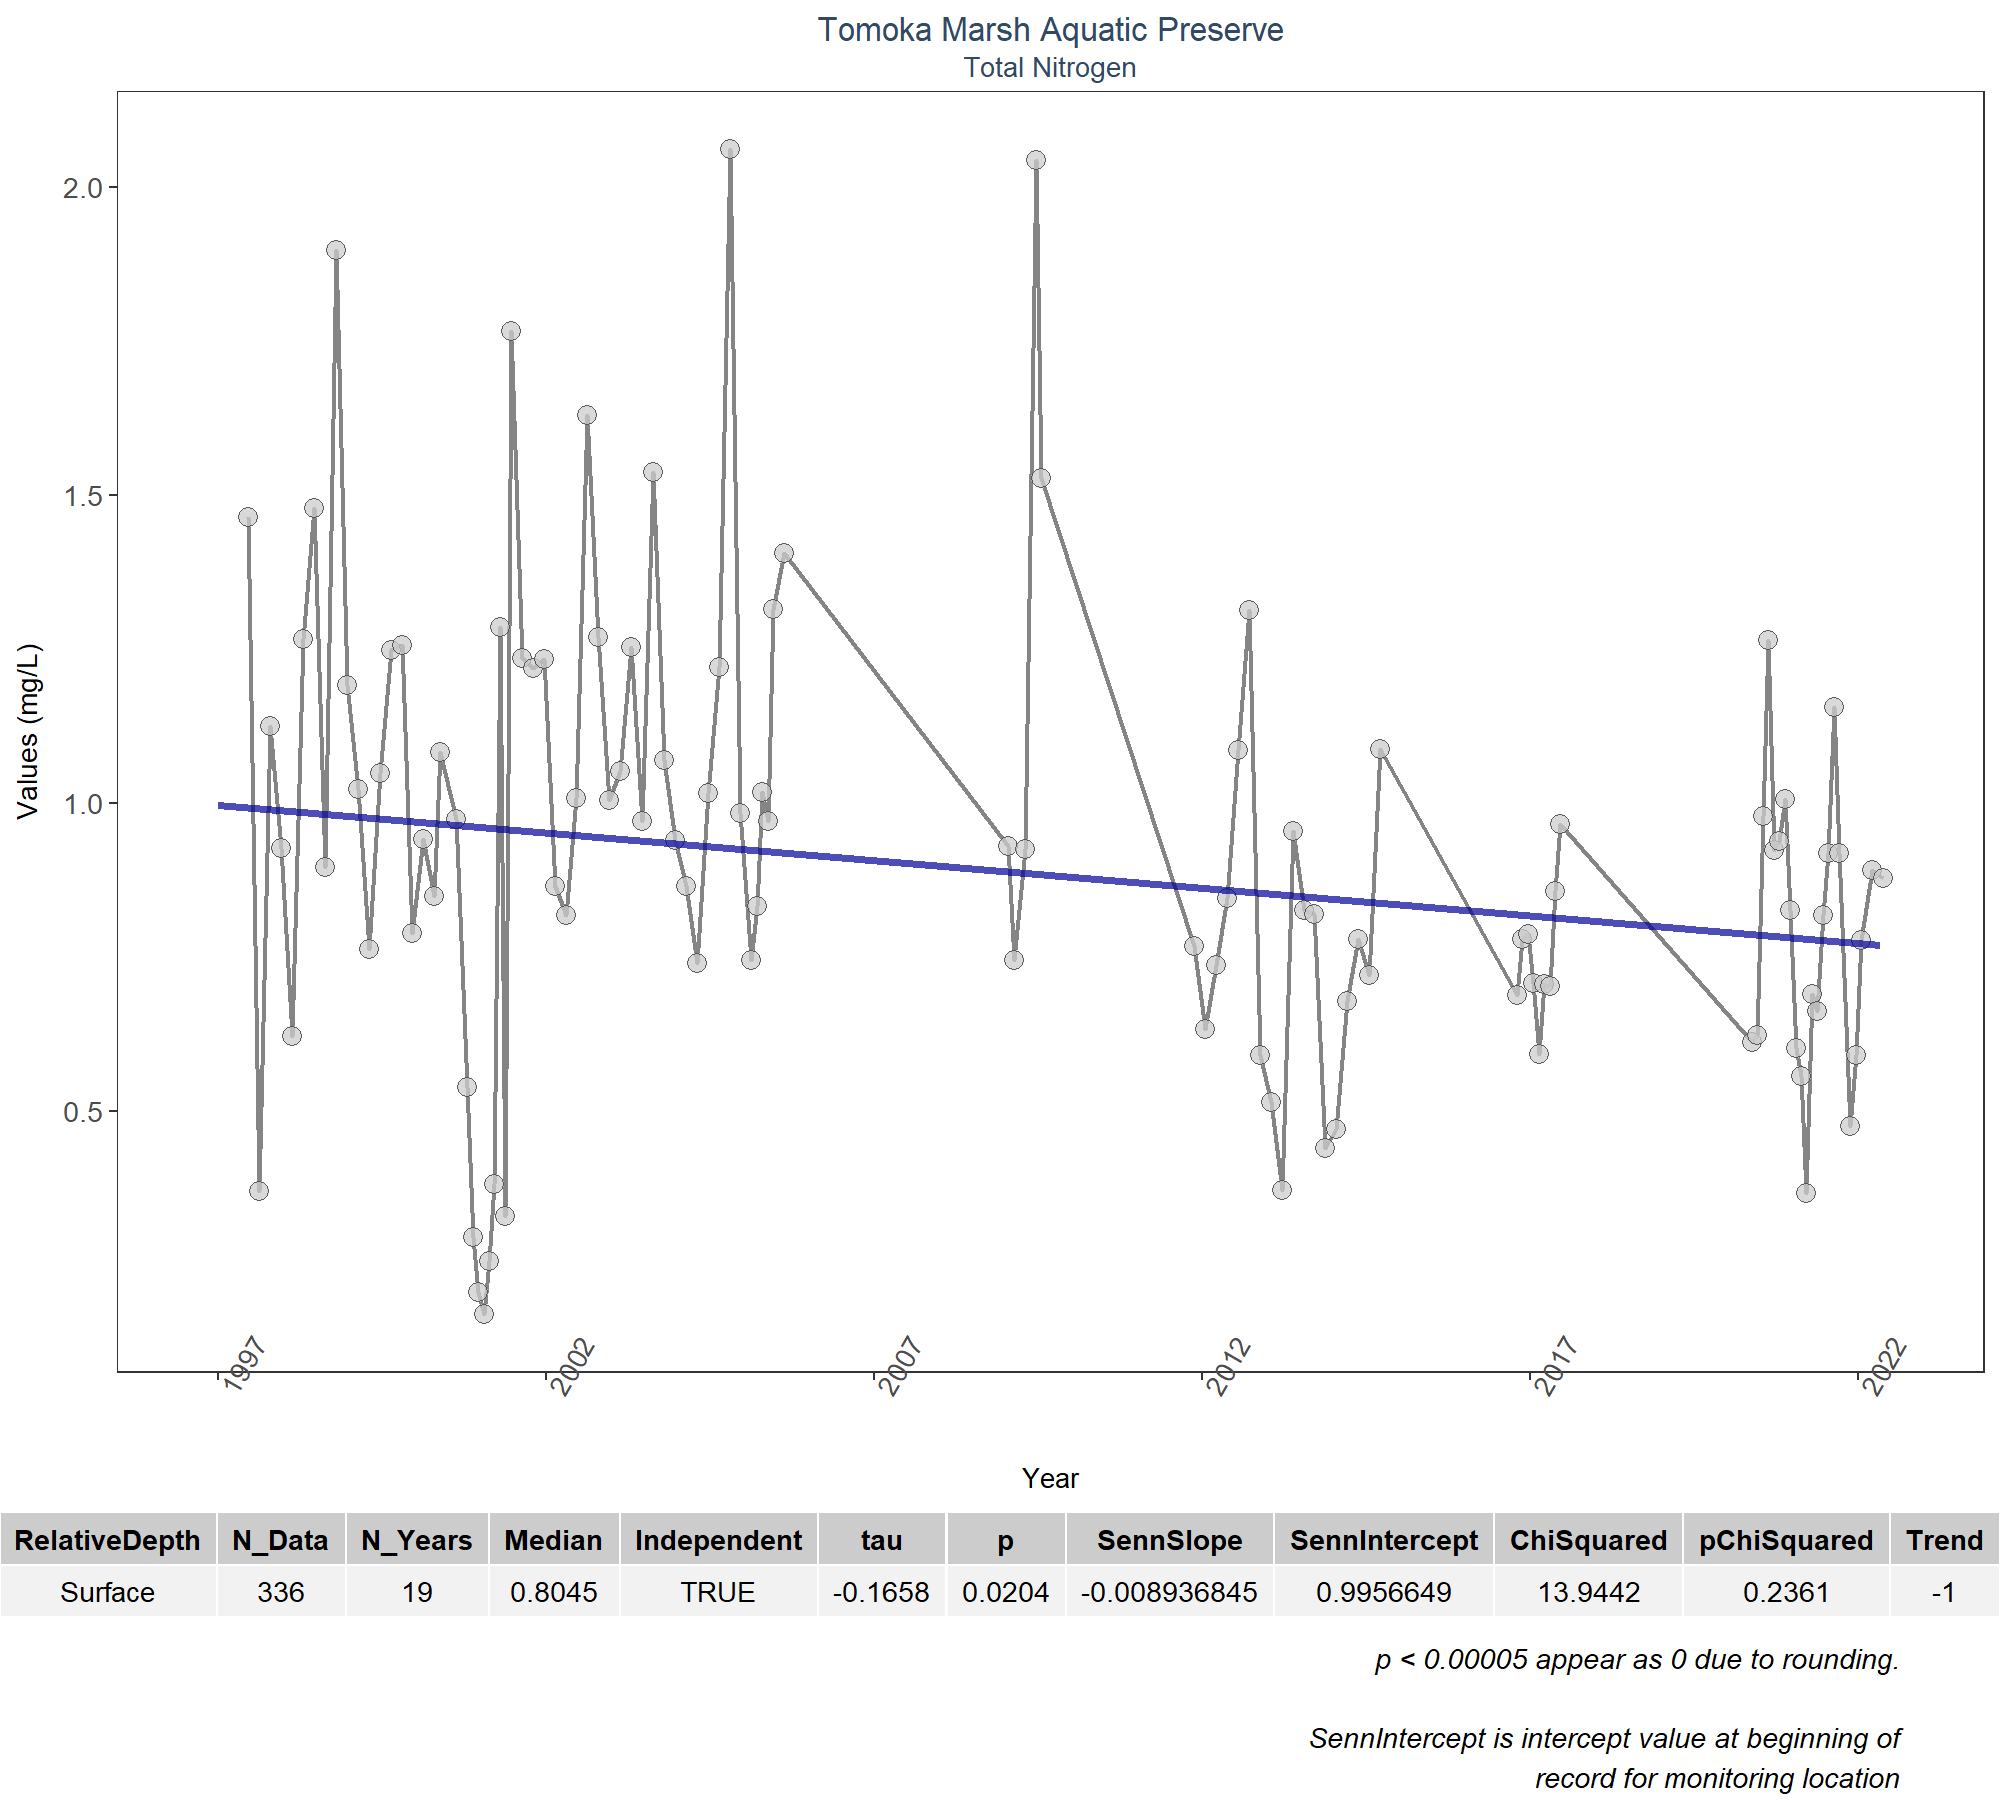 Tomoka Marsh Aquatic Preserve
Total Nitrogen
Values (mg/L)
2.0
1.5
1.0
0.5
1997 2002 2007 2012 2017 2022
Year
RelativeDepth N_Data N_Years Median Independent tau p SennSlope SennIntercept ChiSquared pChiSquared Trend
Surface 336 19 0.8045 TRUE -0.1658 0.0204 -0.008936845 0.9956649 13.9442 0.2361 -1
p < 0.00005 appear as 0 due to rounding.
SennIntercept is intercept value at beginning of
record for monitoring location